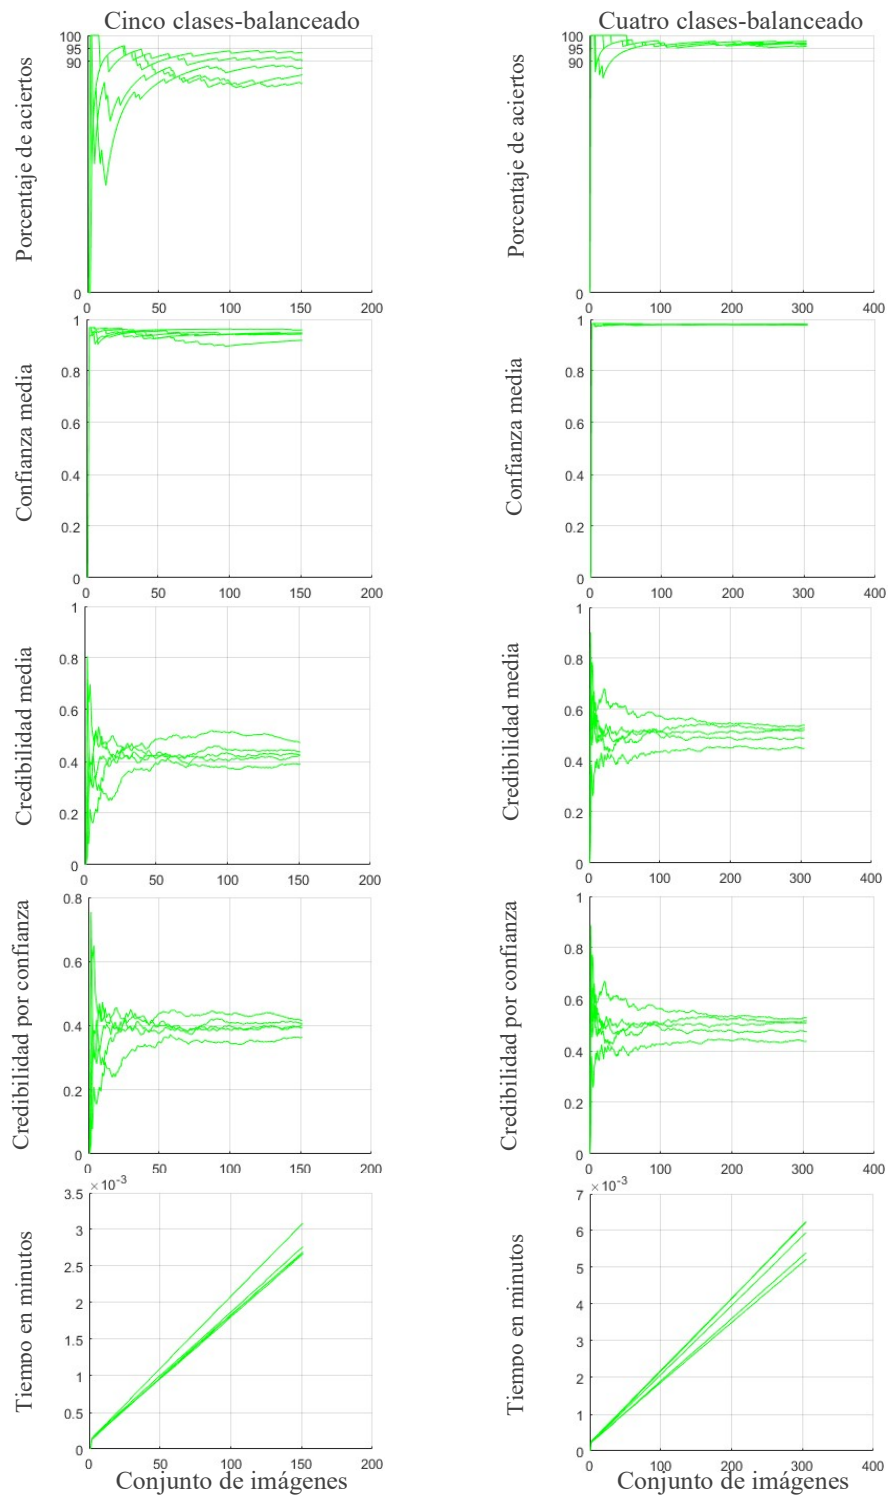 Cinco clases-balanceado
Cuatro clases-balanceado
Porcentaje de aciertos
100
95
90
0
0 50 100 150 200
Porcentaje de aciertos
100
95
90
0
0 100 200 300 400
Confianza media
1
0.8
0.6
0.4
0.2
0
0 50 100 150 200
Confianza media
1
0.8
0.6
0.4
0.2
0
0 100 200 300 400
Credibilidad media
1
0.8
0.6
0.4
0.2
0
0 50 100 150 200
Credibilidad media
1
0.8
0.6
0.4
0.2
0
0 100 200 300 400
Credibilidad por confianza
0.8
0.6
0.4
0.2
0
0 50 100 150 200
Credibilidad por confianza
1
0.8
0.6
0.4
0.2
0
0 100 200 300 400
Tiempo en minutos
×10-3
3.5
3
2.5
2
1.5
1
0.5
0
0 50 100 150 200
Conjunto de imágenes
Tiempo en minutos
×10-3
7
6
5
4
3
2
1
0
0 100 200 300 400
Conjunto de imágenes